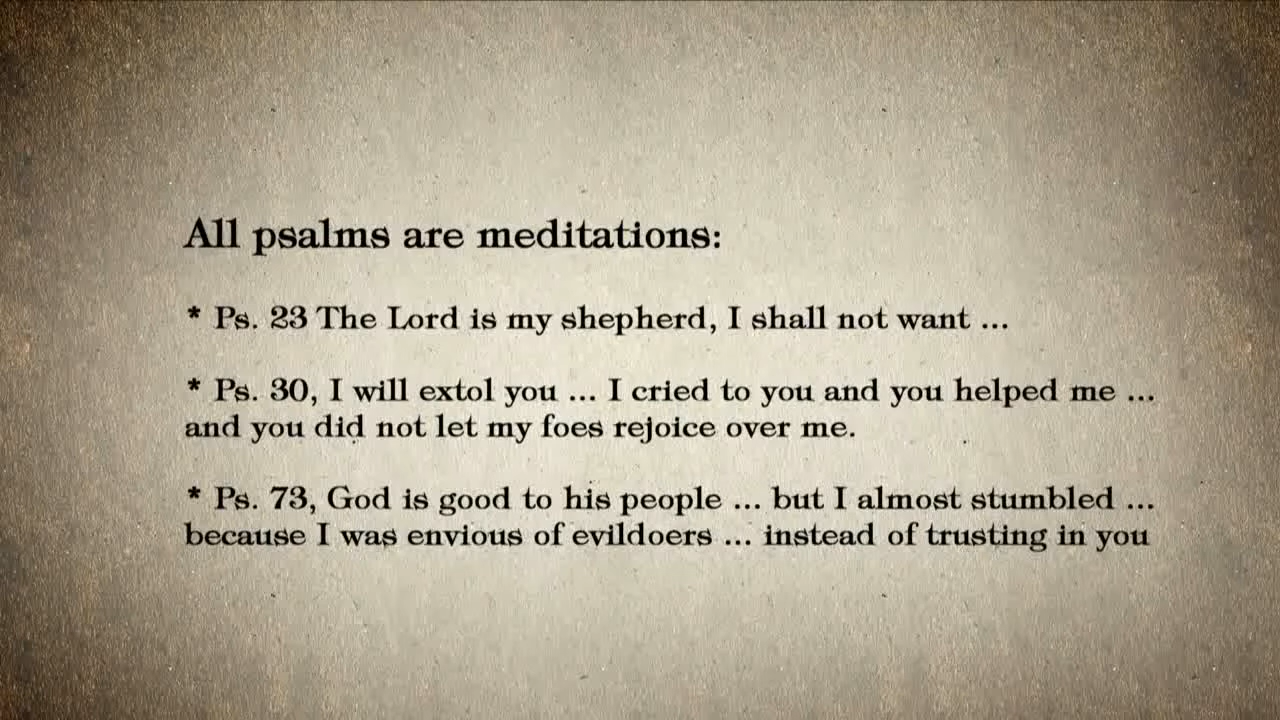 All psalms are meditations:
* Ps. 23 The Lord is my shepherd, I shall not want ...
* Ps. 30, I will extol you ... I cried to you and you helped me ...
and you did not let my foes rejoice over me.
* Ps. 73, God is good to his people ... but I almost stumbled ...
because I was envious of evildoers ... instead of trusting in you